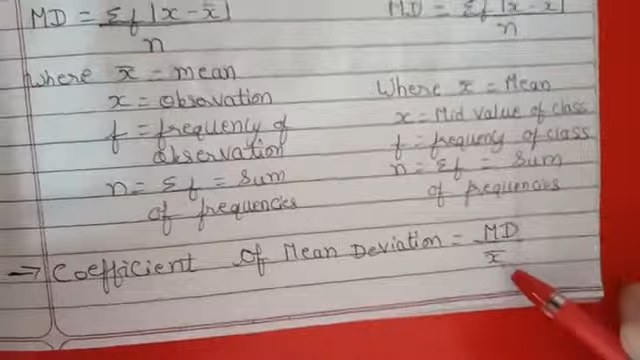 MD = Σf |x - x̄|
n
where x̄ = mean
x = observation
f = frequency of
observation
n = Σf = sum
of frequencies
MD = Σf |x - x̄|
n
Where x̄ = Mean
x = Mid value of class
f = frequency of class
n = Σf = sum
of frequencies
→ Coefficient of Mean Deviation = MD
x̄